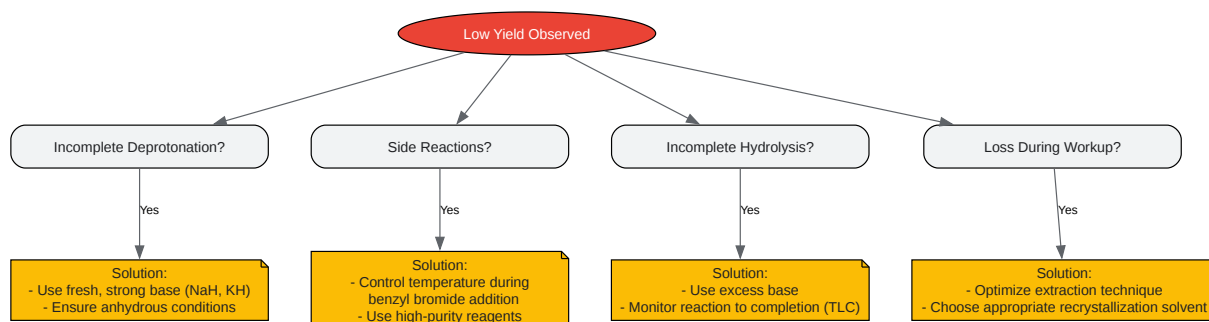 Low Yield Observed
Incomplete Deprotonation?
Side Reactions?
Incomplete Hydrolysis?
Loss During Workup?
Yes
Yes
Yes
Yes
Solution:
- Use fresh, strong base (NaH, KH)
- Ensure anhydrous conditions
Solution:
- Control temperature during
benzyl bromide addition
- Use high-purity reagents
Solution:
- Use excess base
- Monitor reaction to completion (TLC)
Solution:
- Optimize extraction technique
- Choose appropriate recrystallization solvent